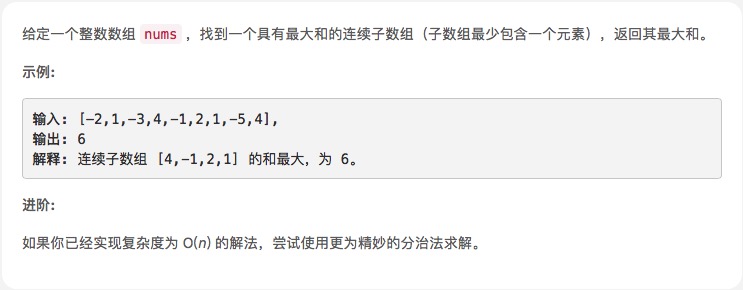 给定一个整数数组 nums ，找到一个具有最大和的连续子数组（子数组最少包含一个元素），返回其最大和。
示例:
输入: [-2,1,-3,4,-1,2,1,-5,4],
输出: 6
解释: 连续子数组 [4,-1,2,1] 的和最大，为 6。
进阶:
如果你已经实现复杂度为 O(n) 的解法，尝试使用更为精妙的分治法求解。